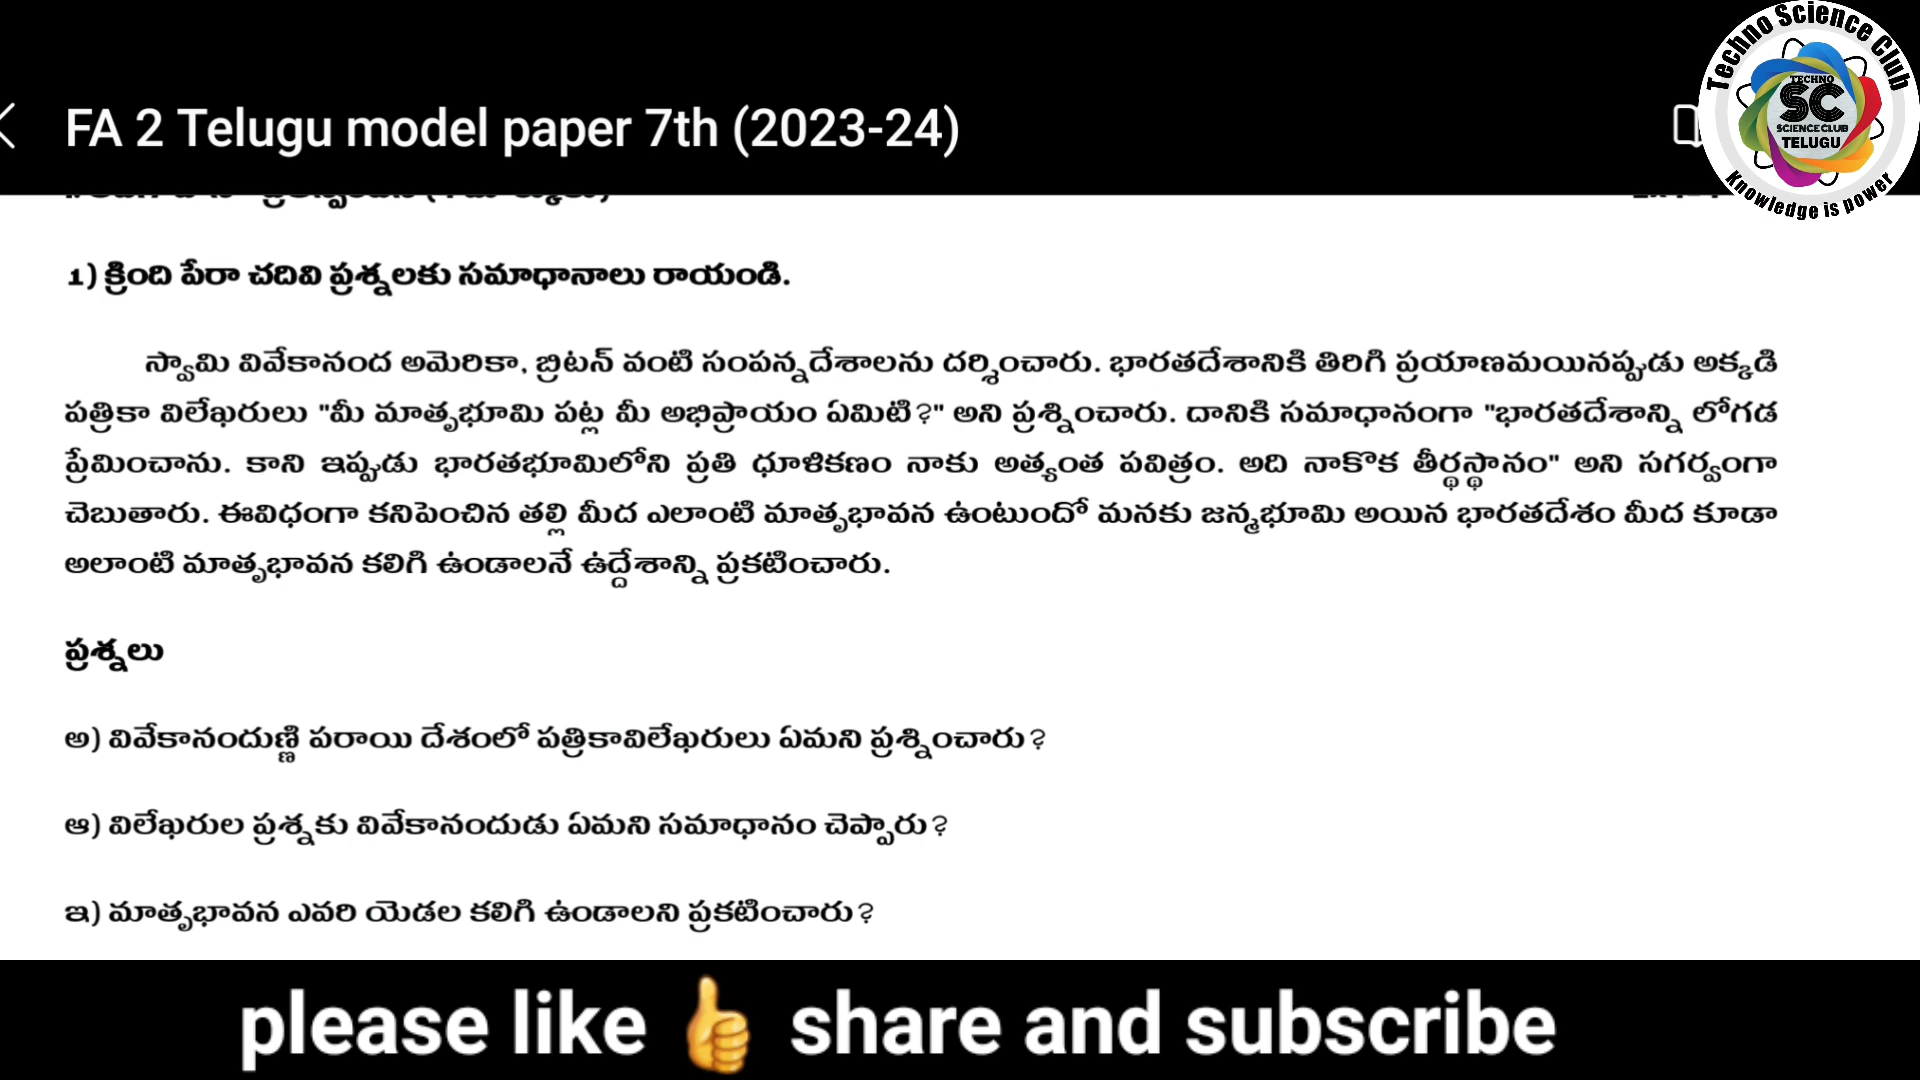 Techno Science Club
TECHNO
SC
SCIENCE CLUB
TELUGU
Knowledge is power
FA 2 Telugu model paper 7th (2023-24)
1) క్రింది పేరా చదివి ప్రశ్నలకు సమాధానాలు రాయండి.
స్వామి వివేకానంద అమెరికా, బ్రిటన్ వంటి సంపన్నదేశాలను దర్శించారు. భారతదేశానికి తిరిగి ప్రయాణమయినప్పుడు అక్కడి
పత్రికా విలేఖరులు "మీ మాతృభూమి పట్ల మీ అభిప్రాయం ఏమిటి?" అని ప్రశ్నించారు. దానికి సమాధానంగా "భారతదేశాన్ని లోగడ
ప్రేమించాను. కాని ఇప్పుడు భారతభూమిలోని ప్రతి ధూళికణం నాకు అత్యంత పవిత్రం. అది నాకొక తీర్థస్థానం" అని సగర్వంగా
చెబుతారు. ఈవిధంగా కనిపెంచిన తల్లి మీద ఎలాంటి మాతృభావన ఉంటుందో మనకు జన్మభూమి అయిన భారతదేశం మీద కూడా
అలాంటి మాతృభావన కలిగి ఉండాలనే ఉద్దేశాన్ని ప్రకటించారు.
ప్రశ్నలు
అ) వివేకానందుణ్ణి పరాయి దేశంలో పత్రికావిలేఖరులు ఏమని ప్రశ్నించారు?
ఆ) విలేఖరుల ప్రశ్నకు వివేకానందుడు ఏమని సమాధానం చెప్పారు?
ఇ) మాతృభావన ఎవరి యెడల కలిగి ఉండాలని ప్రకటించారు?
please like 👍 share and subscribe